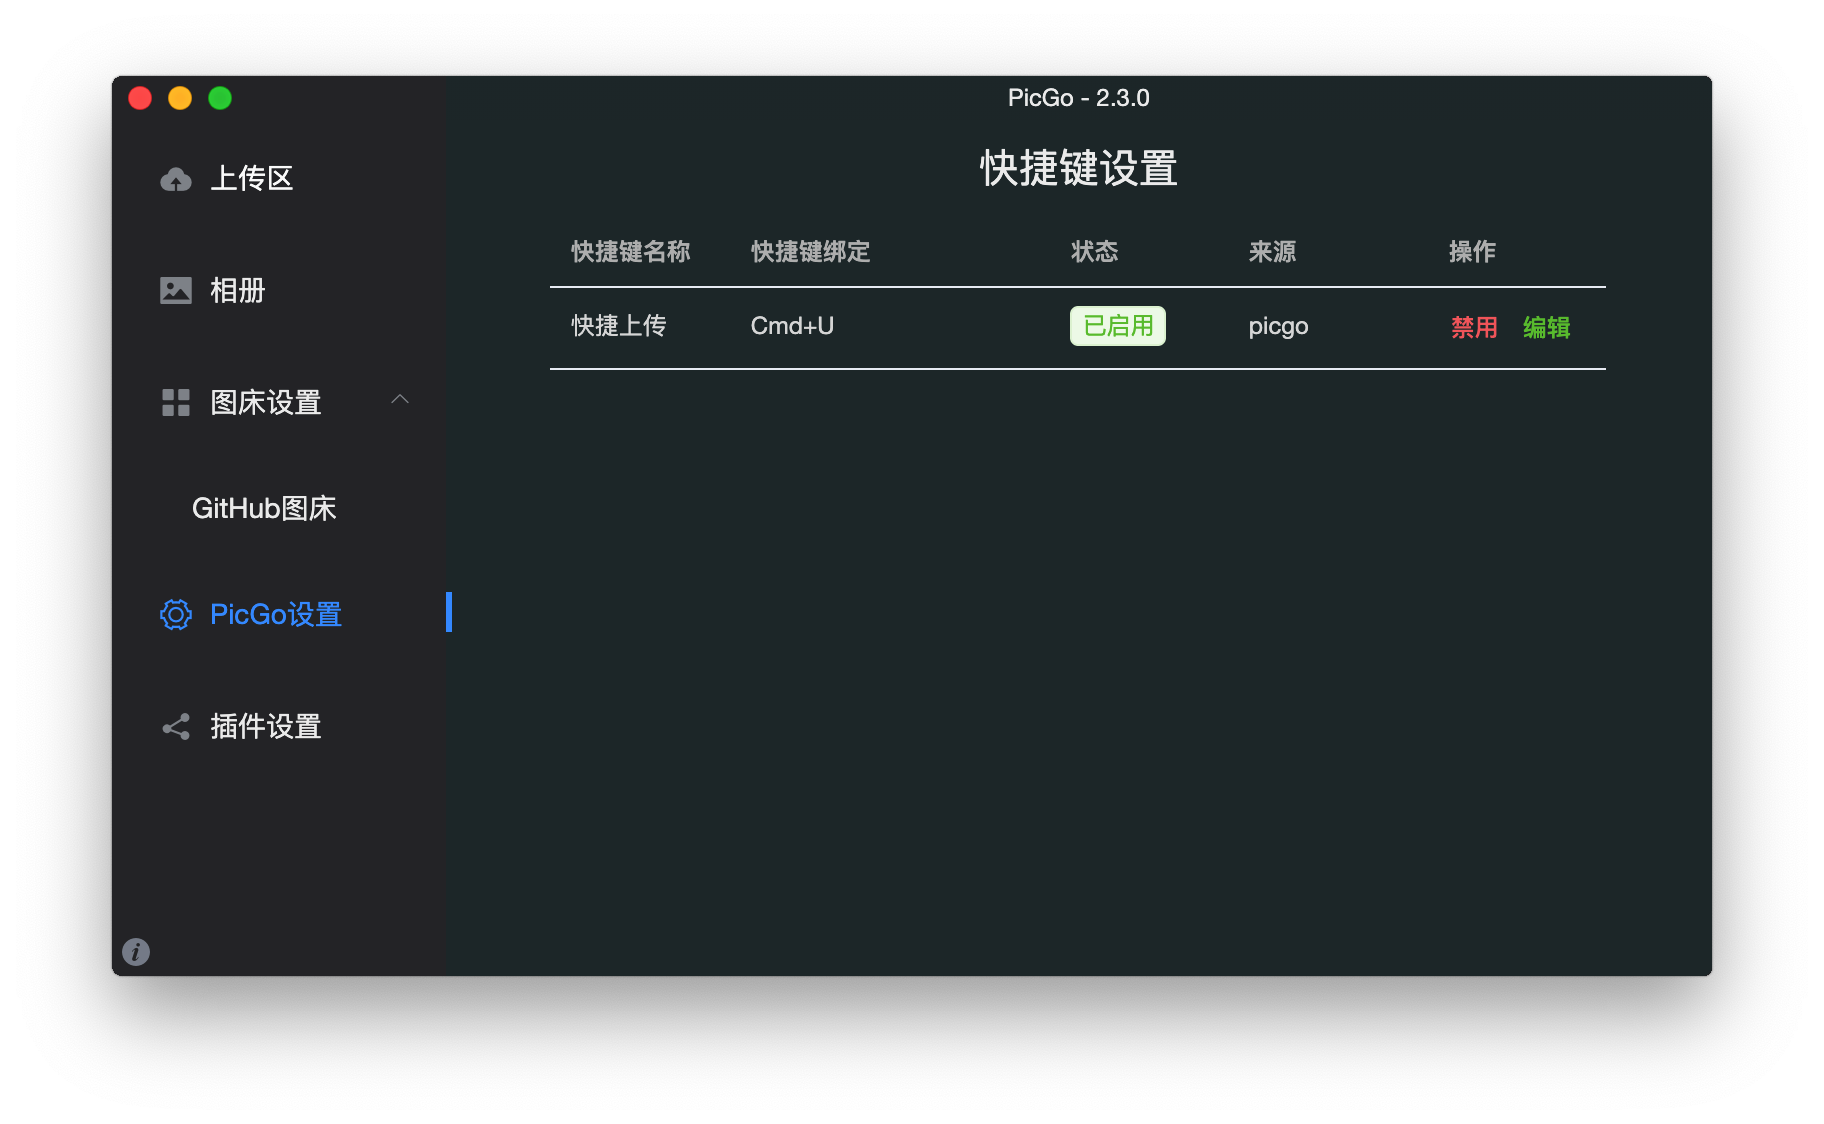 PicGo - 2.3.0
上传区
相册
图床设置
GitHub图床
PicGo设置
插件设置
快捷键设置
快捷键名称 快捷键绑定 状态 来源 操作
快捷上传 Cmd+U 已启用 picgo 禁用 编辑